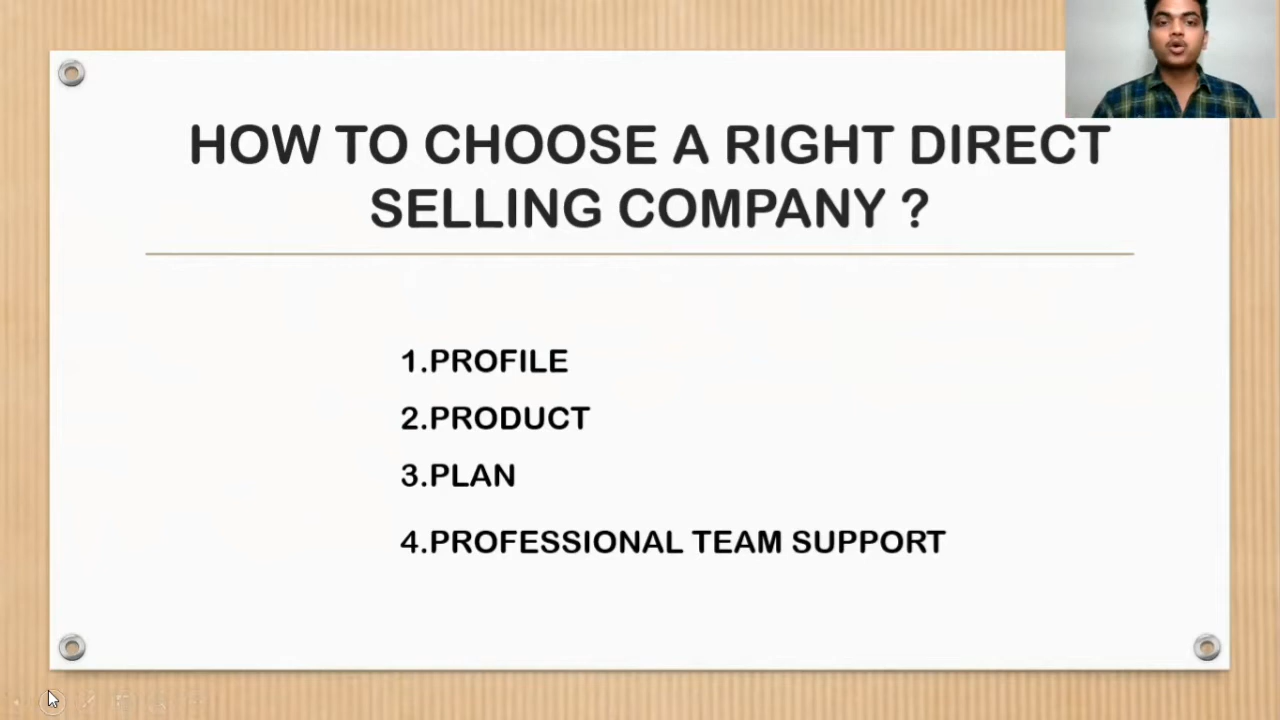 HOW TO CHOOSE A RIGHT DIRECT
SELLING COMPANY ?
1.PROFILE
2.PRODUCT
3.PLAN
4.PROFESSIONAL TEAM SUPPORT